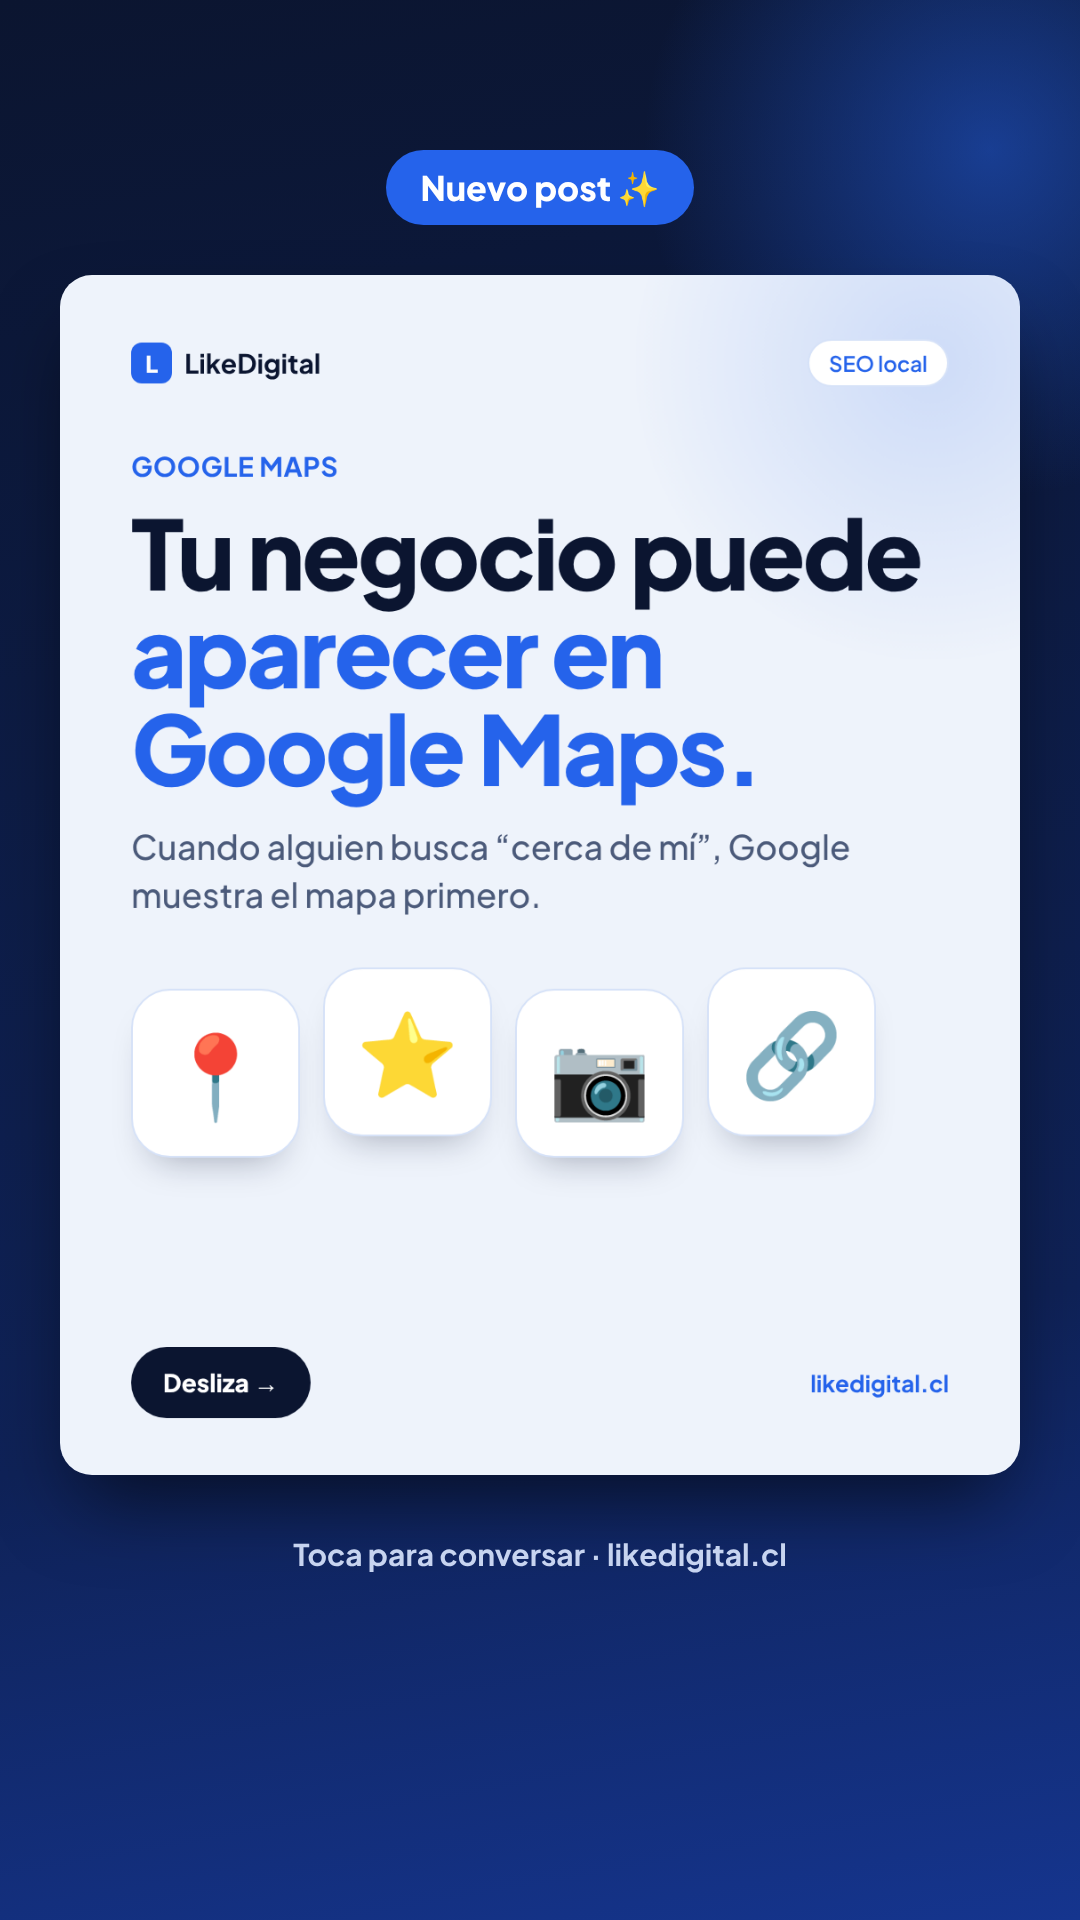 Nuevo post ✨
L LikeDigital
SEO local
GOOGLE MAPS
Tu negocio puede
aparecer en
Google Maps.
Cuando alguien busca “cerca de mí”, Google
muestra el mapa primero.
Desliza →
likedigital.cl
Toca para conversar · likedigital.cl